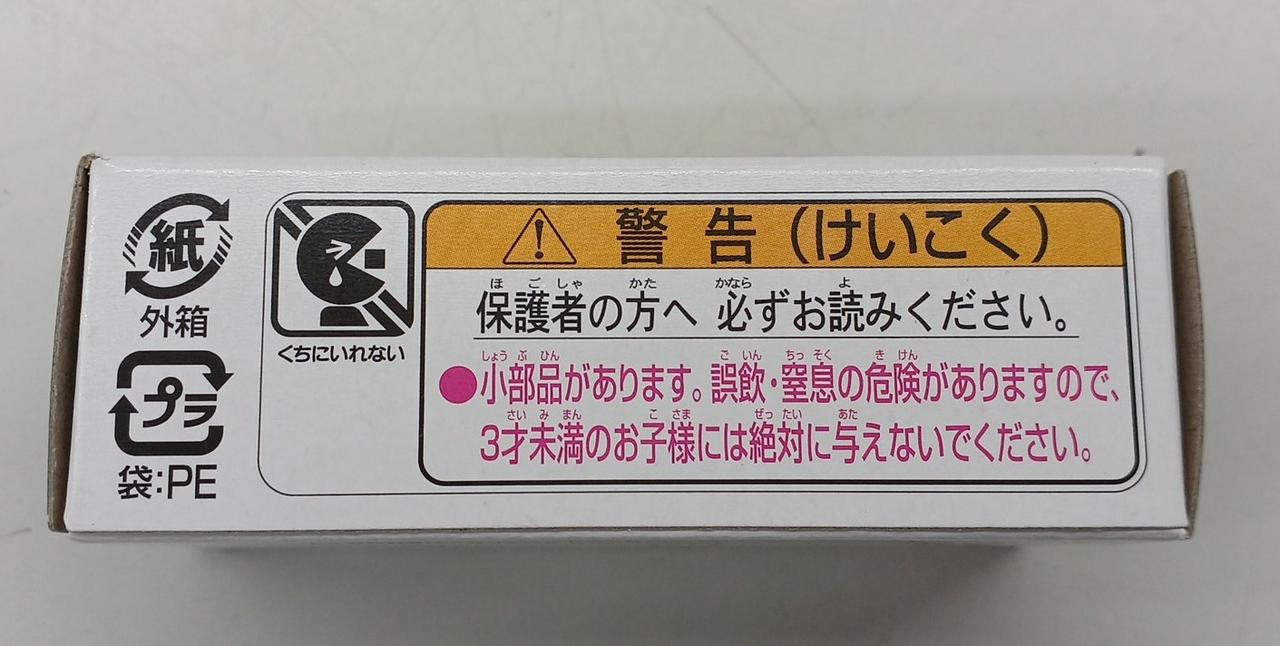 紙
外箱
プラ
袋:PE
くちにいれない
警告(けいこく)
ほごしゃ かた かなら よ
保護者の方へ 必ずお読みください。
しょうぶひん ごいん ちっそく きけん
●小部品があります。誤飲・窒息の危険がありますので、
さいみまん こさま ぜったい あた
3才未満のお子様には絶対に与えないでください。